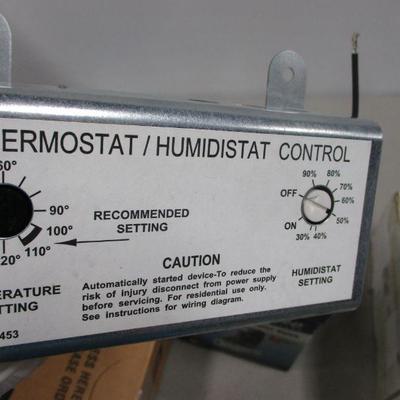 ERMOSTAT / HUMIDISTAT CONTROL
60°
90°
100°
110°
20°
RECOMMENDED
SETTING
90% 80%
70%
60%
50%
40%
30%
OFF
ON
CAUTION
Automatically started device-To reduce the
risk of injury disconnect from power supply
before servicing. For residential use only.
See instructions for wiring diagram.
HUMIDISTAT
SETTING
ERATURE
TTING
453